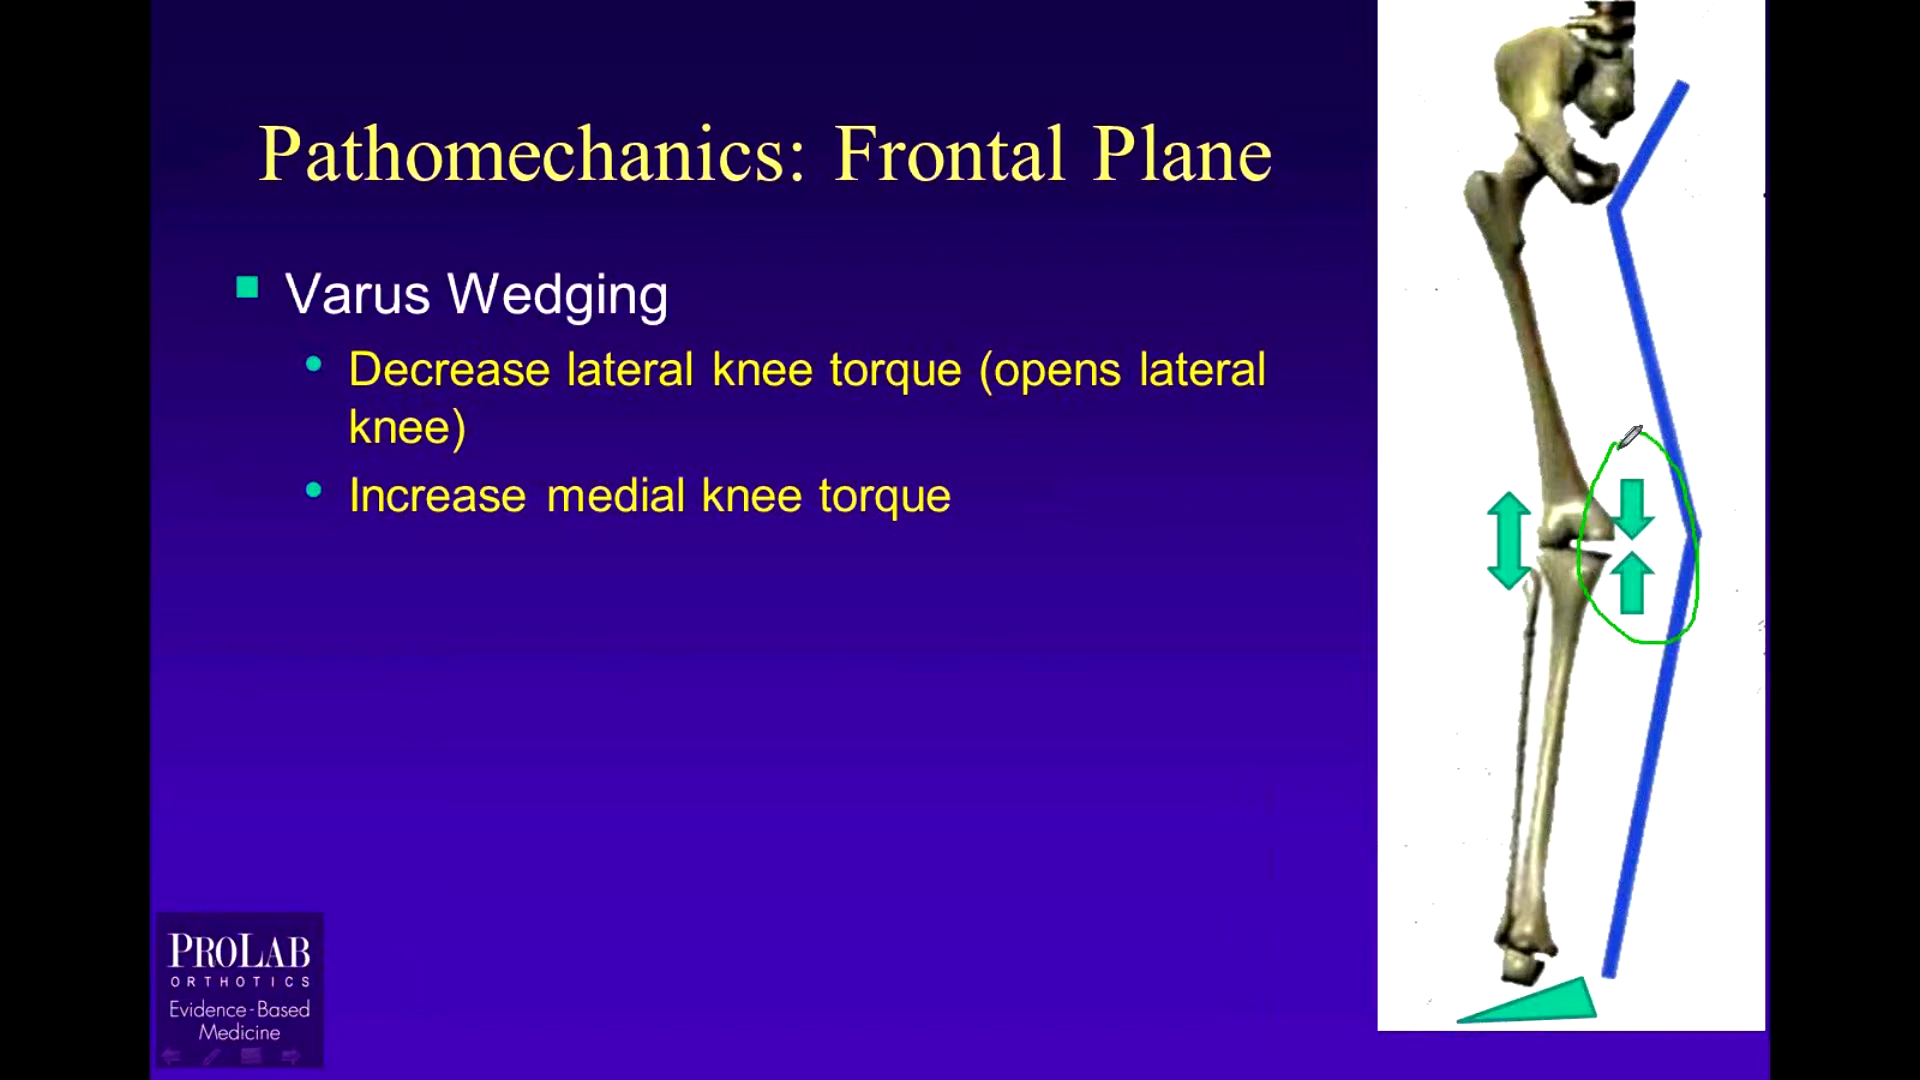 Pathomechanics: Frontal Plane
Varus Wedging
Decrease lateral knee torque (opens lateral
knee)
Increase medial knee torque
PROLAB
ORTHOTICS
Evidence-Based
Medicine